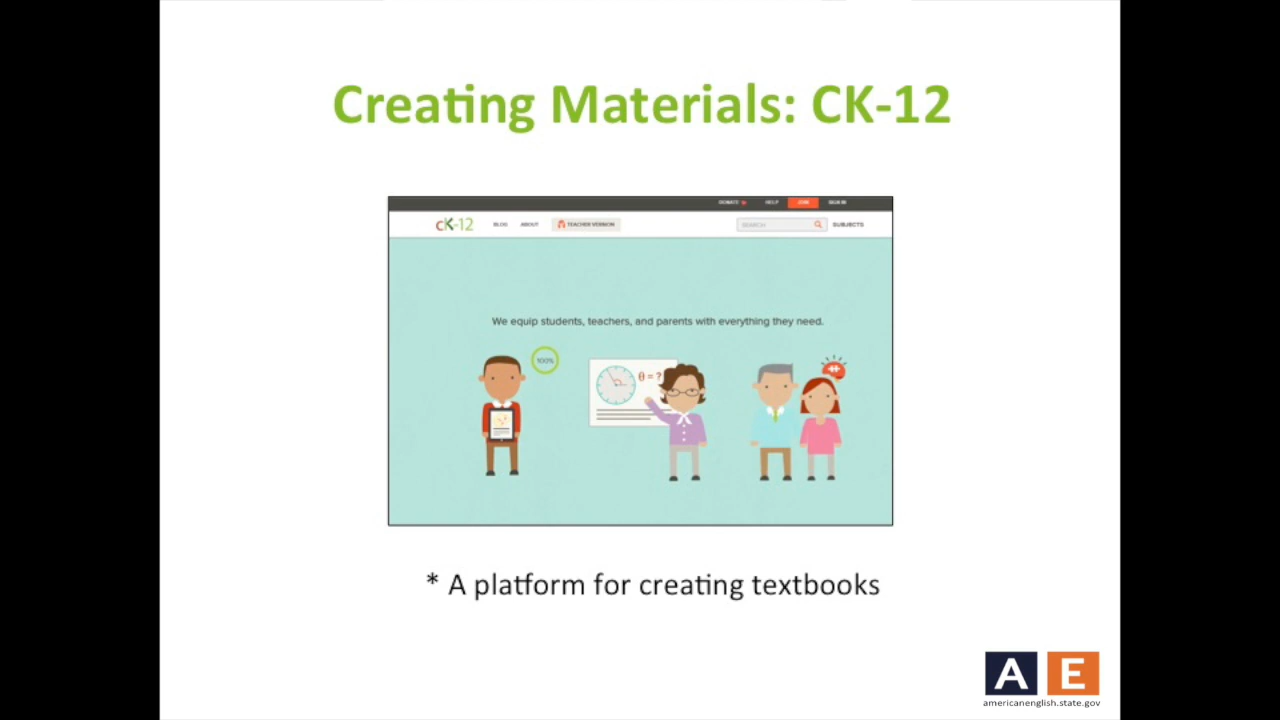 Creating Materials: CK-12
DONATE HELP JOIN SIGN IN
cK-12 BLOG ABOUT TEACHER VERSION SEARCH SUBJECTS
We equip students, teachers, and parents with everything they need.
100%
θ = ?
* A platform for creating textbooks
A E
americanenglish.state.gov